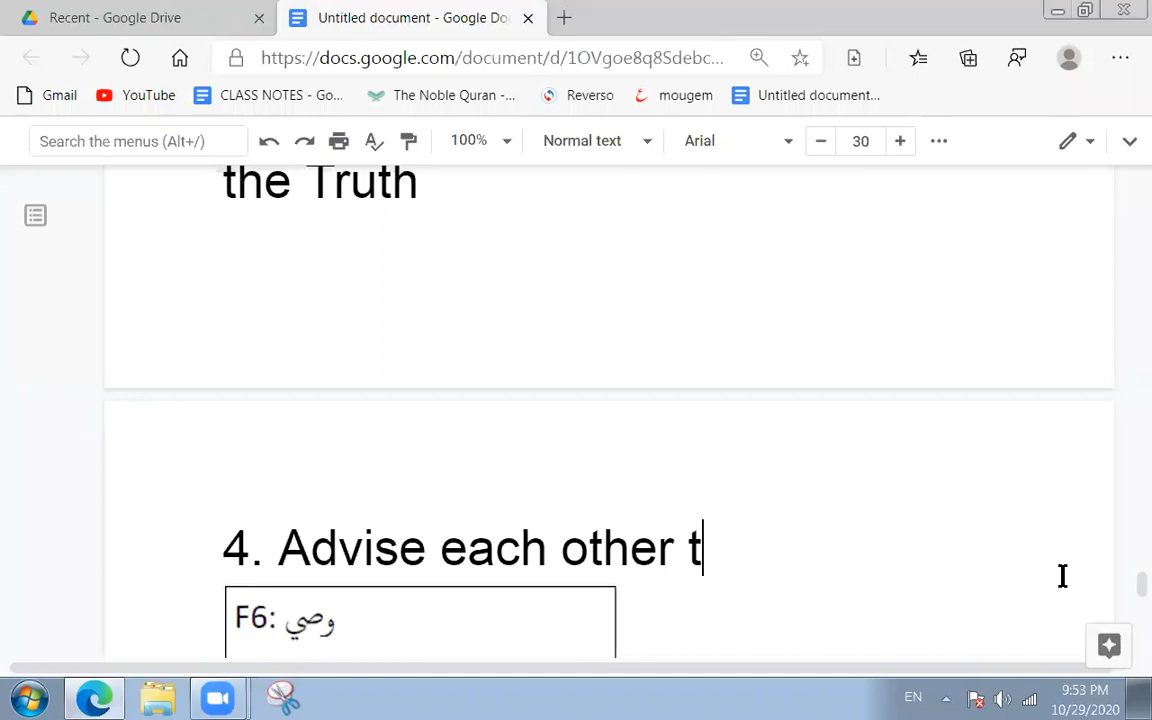 Recent - Google Drive
Untitled document - Google Do
https://docs.google.com/document/d/1OVgoe8q8Sdebc...
Gmail
YouTube
CLASS NOTES - Go...
The Noble Quran -...
Reverso
mougem
Untitled document...
Search the menus (Alt+/)
100%
Normal text
Arial
30
the Truth
4. Advise each other t
F6: وصي
EN
9:53 PM
10/29/2020